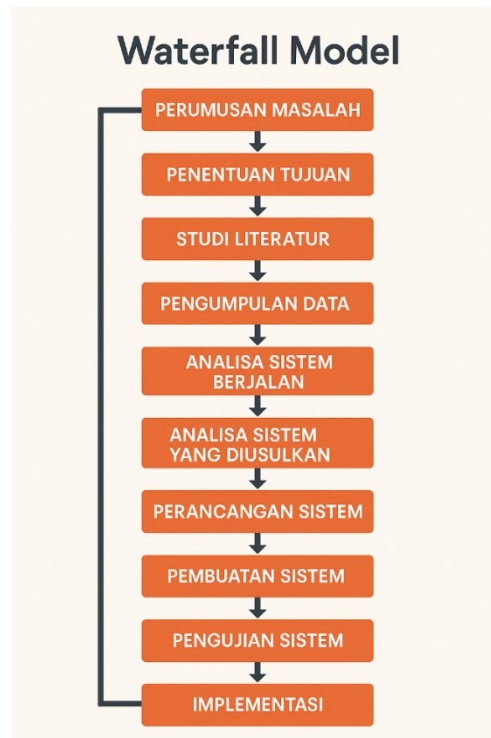 Waterfall Model
PERUMUSAN MASALAH
PENENTUAN TUJUAN
STUDI LITERATUR
PENGUMPULAN DATA
ANALISA SISTEM
BERJALAN
ANALISA SISTEM
YANG DIUSULKAN
PERANCANGAN SISTEM
PEMBUATAN SISTEM
PENGUJIAN SISTEM
IMPLEMENTASI